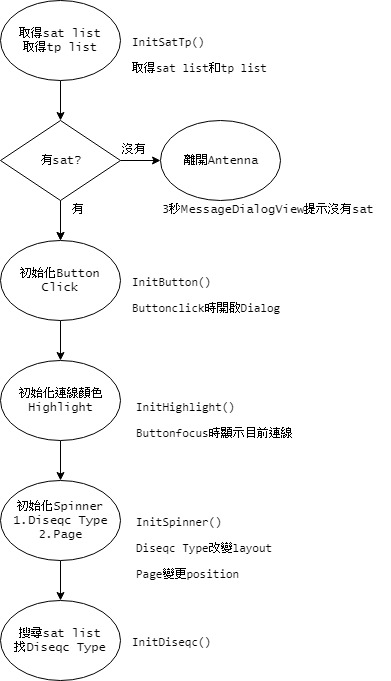 取得sat list
取得tp list
InitSatTp()
取得sat list和tp list
有sat?
沒有
離開Antenna
有
3秒MessageDialogView提示沒有sat
初始化Button
Click
InitButton()
Buttonclick時開啟Dialog
初始化連線顏色
Highlight
InitHighlight()
Buttonfocus時顯示目前連線
初始化Spinner
1.Diseqc Type
2.Page
InitSpinner()
Diseqc Type改變layout
Page變更position
搜尋sat list
找Diseqc Type
InitDiseqc()